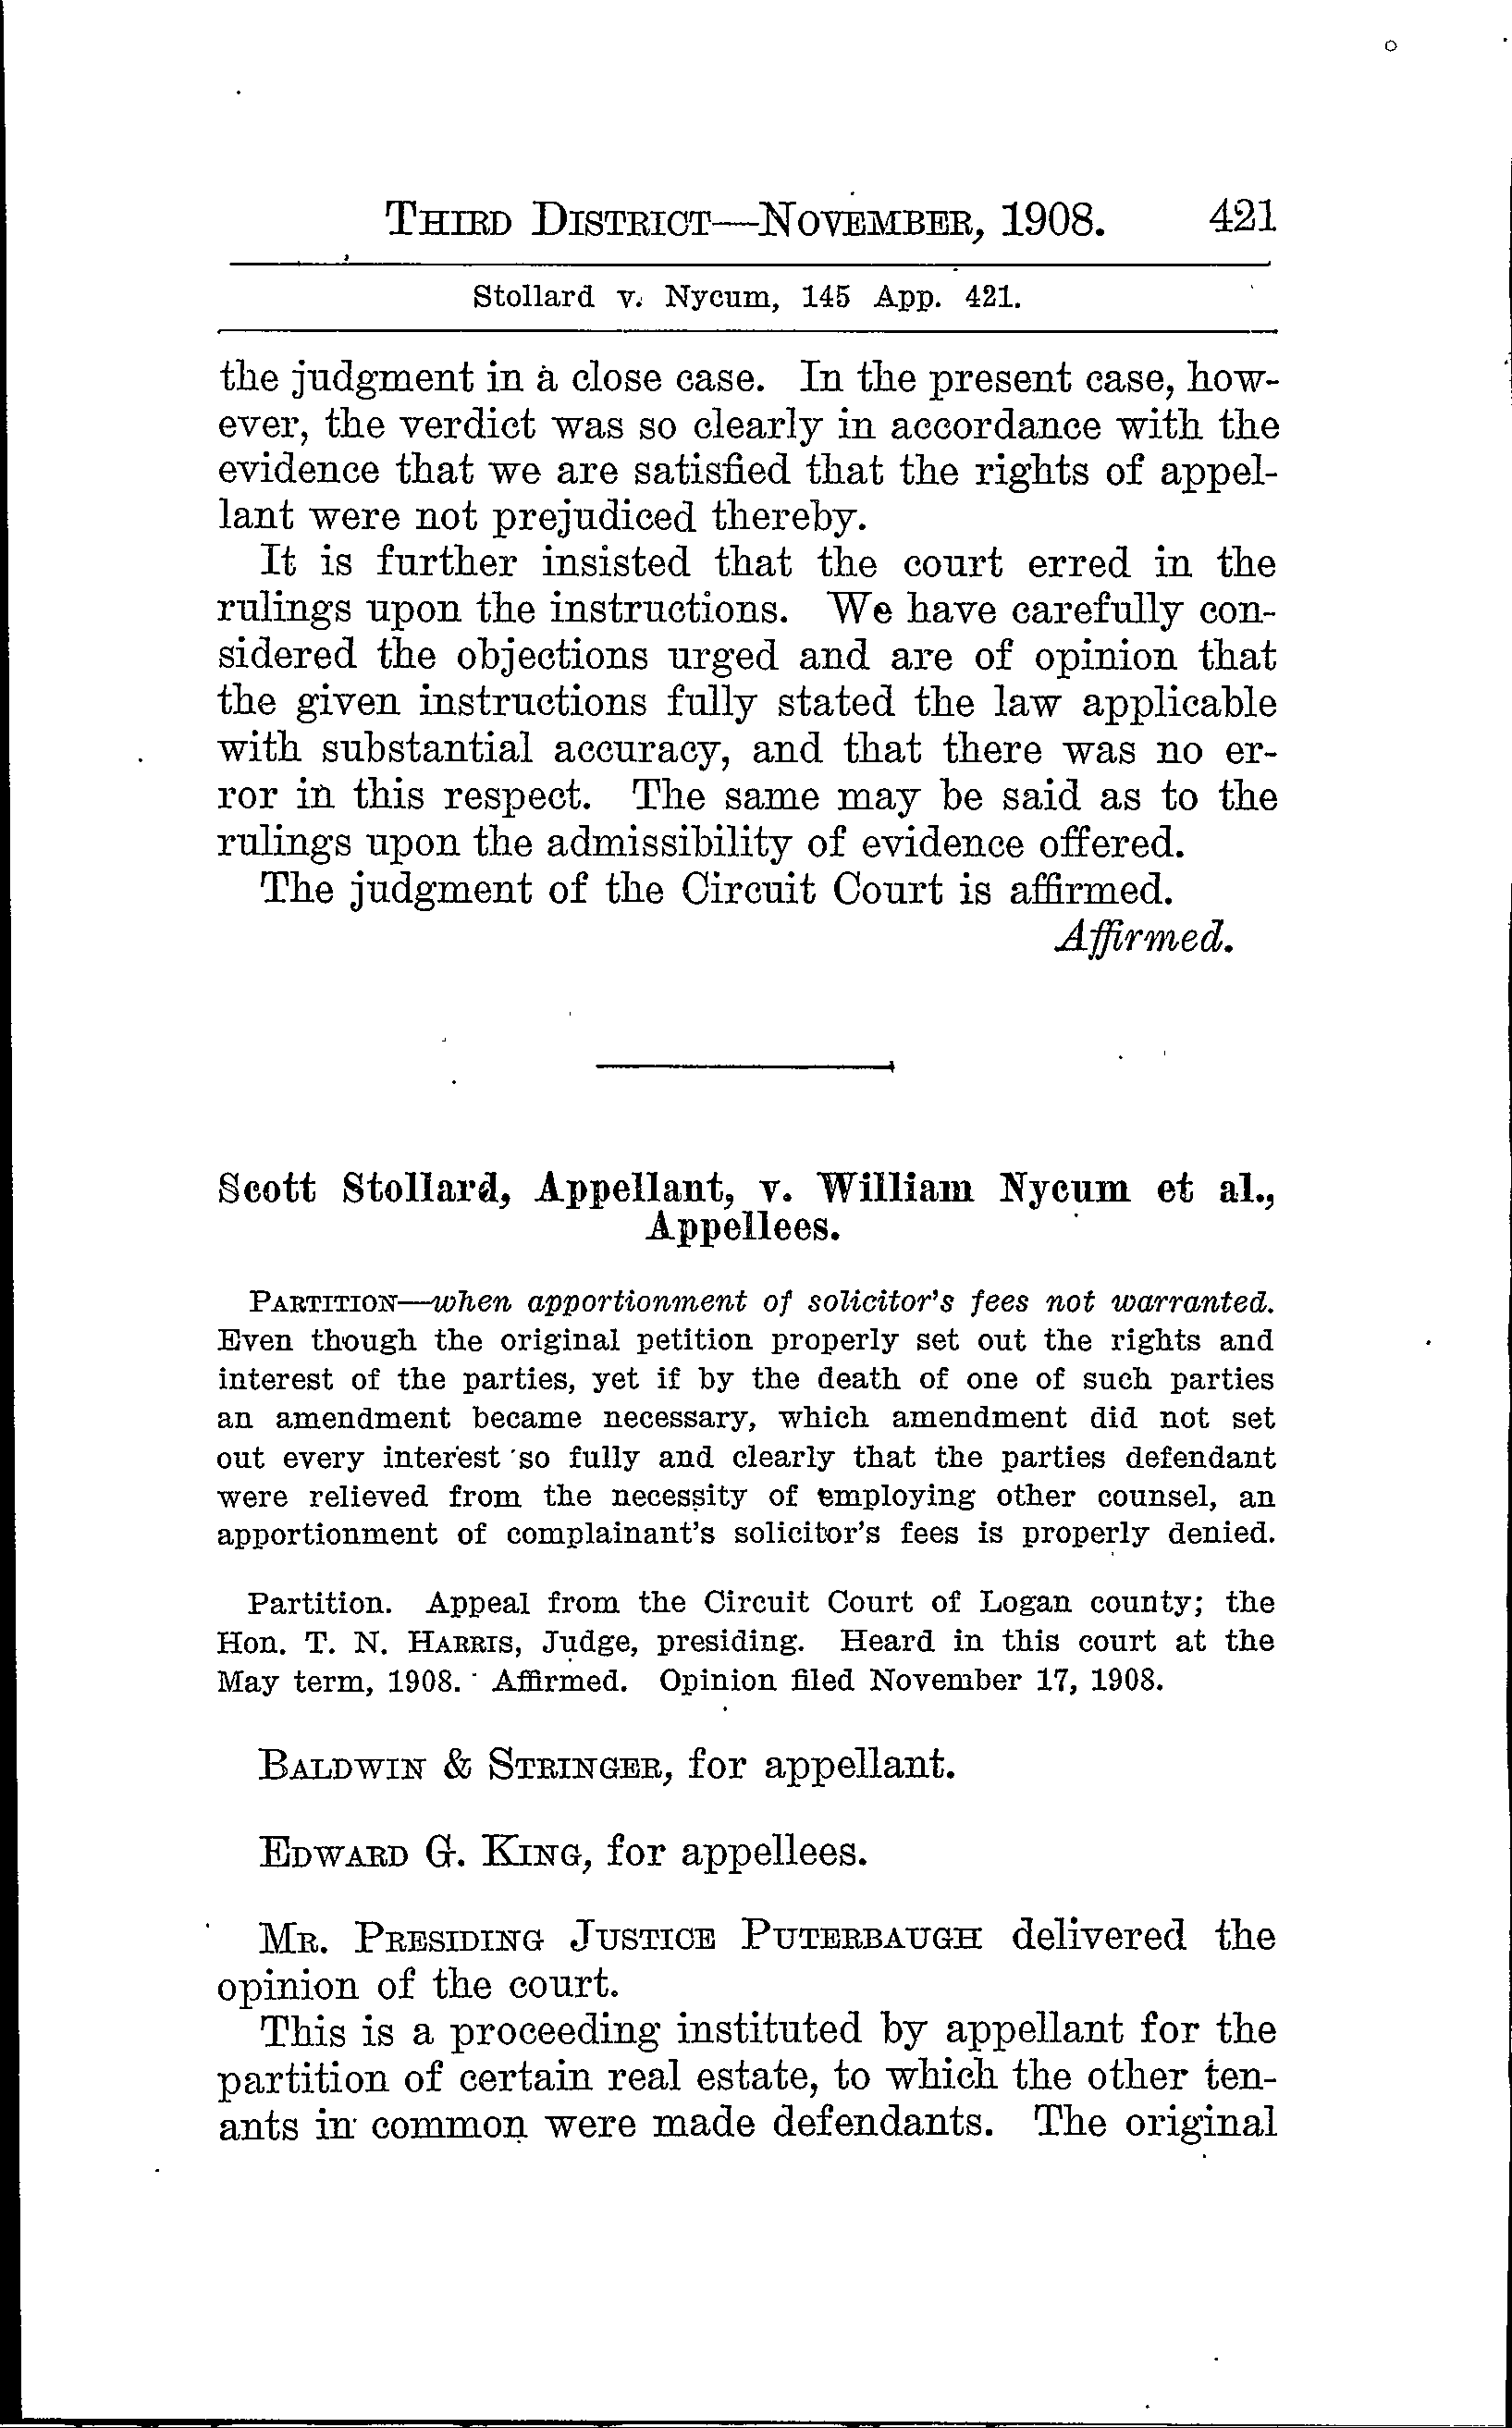 THIRD DISTRICT—NOVEMBER, 1908. 421
Stollard v. Nycum, 145 App. 421.
the judgment in a close case. In the present case, how-
ever, the verdict was so clearly in accordance with the
evidence that we are satisfied that the rights of appel-
lant were not prejudiced thereby.
It is further insisted that the court erred in the
rulings upon the instructions. We have carefully con-
sidered the objections urged and are of opinion that
the given instructions fully stated the law applicable
with substantial accuracy, and that there was no er-
ror in this respect. The same may be said as to the
rulings upon the admissibility of evidence offered.
The judgment of the Circuit Court is affirmed.
Affirmed.
Scott Stollard, Appellant, v. William Nycum et al.,
Appellees.
PARTITION—when apportionment of solicitor's fees not warranted.
Even though the original petition properly set out the rights and
interest of the parties, yet if by the death of one of such parties
an amendment became necessary, which amendment did not set
out every interest so fully and clearly that the parties defendant
were relieved from the necessity of employing other counsel, an
apportionment of complainant's solicitor's fees is properly denied.
Partition. Appeal from the Circuit Court of Logan county; the
Hon. T. N. HARRIS, Judge, presiding. Heard in this court at the
May term, 1908. Affirmed. Opinion filed November 17, 1908.
BALDWIN & STRINGER, for appellant.
EDWARD G. KING, for appellees.
MR. PRESIDING JUSTICE PUTERBAUGH delivered the
opinion of the court.
This is a proceeding instituted by appellant for the
partition of certain real estate, to which the other ten-
ants in common were made defendants. The original